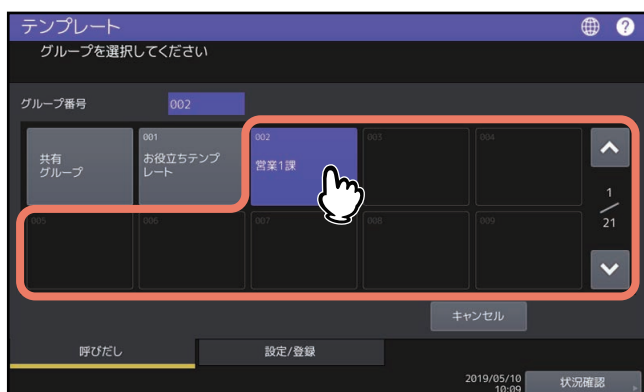 テンプレート
?
グループを選択してください
グループ番号
002
共有
グループ
001
お役立ちテンプ
レート
002
営業1課
003
004
1
21
005
006
007
008
009
キャンセル
呼びだし
設定/登録
2019/05/10
10:09
状況確認